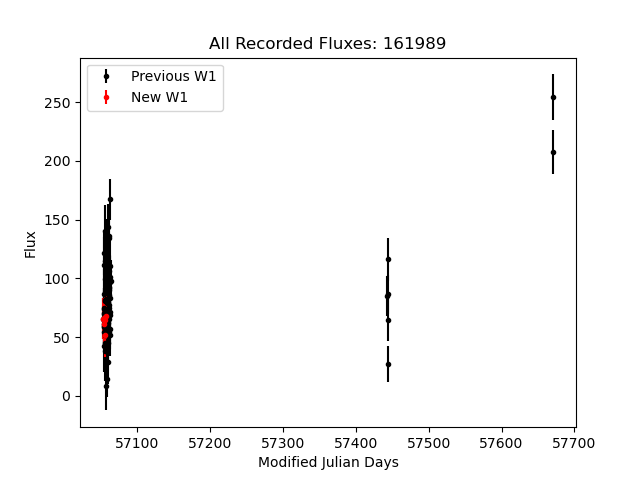 All Recorded Fluxes: 161989
Previous W1
New W1
250
200
150
100
50
0
Flux
57100 57200 57300 57400 57500 57600 57700
Modified Julian Days